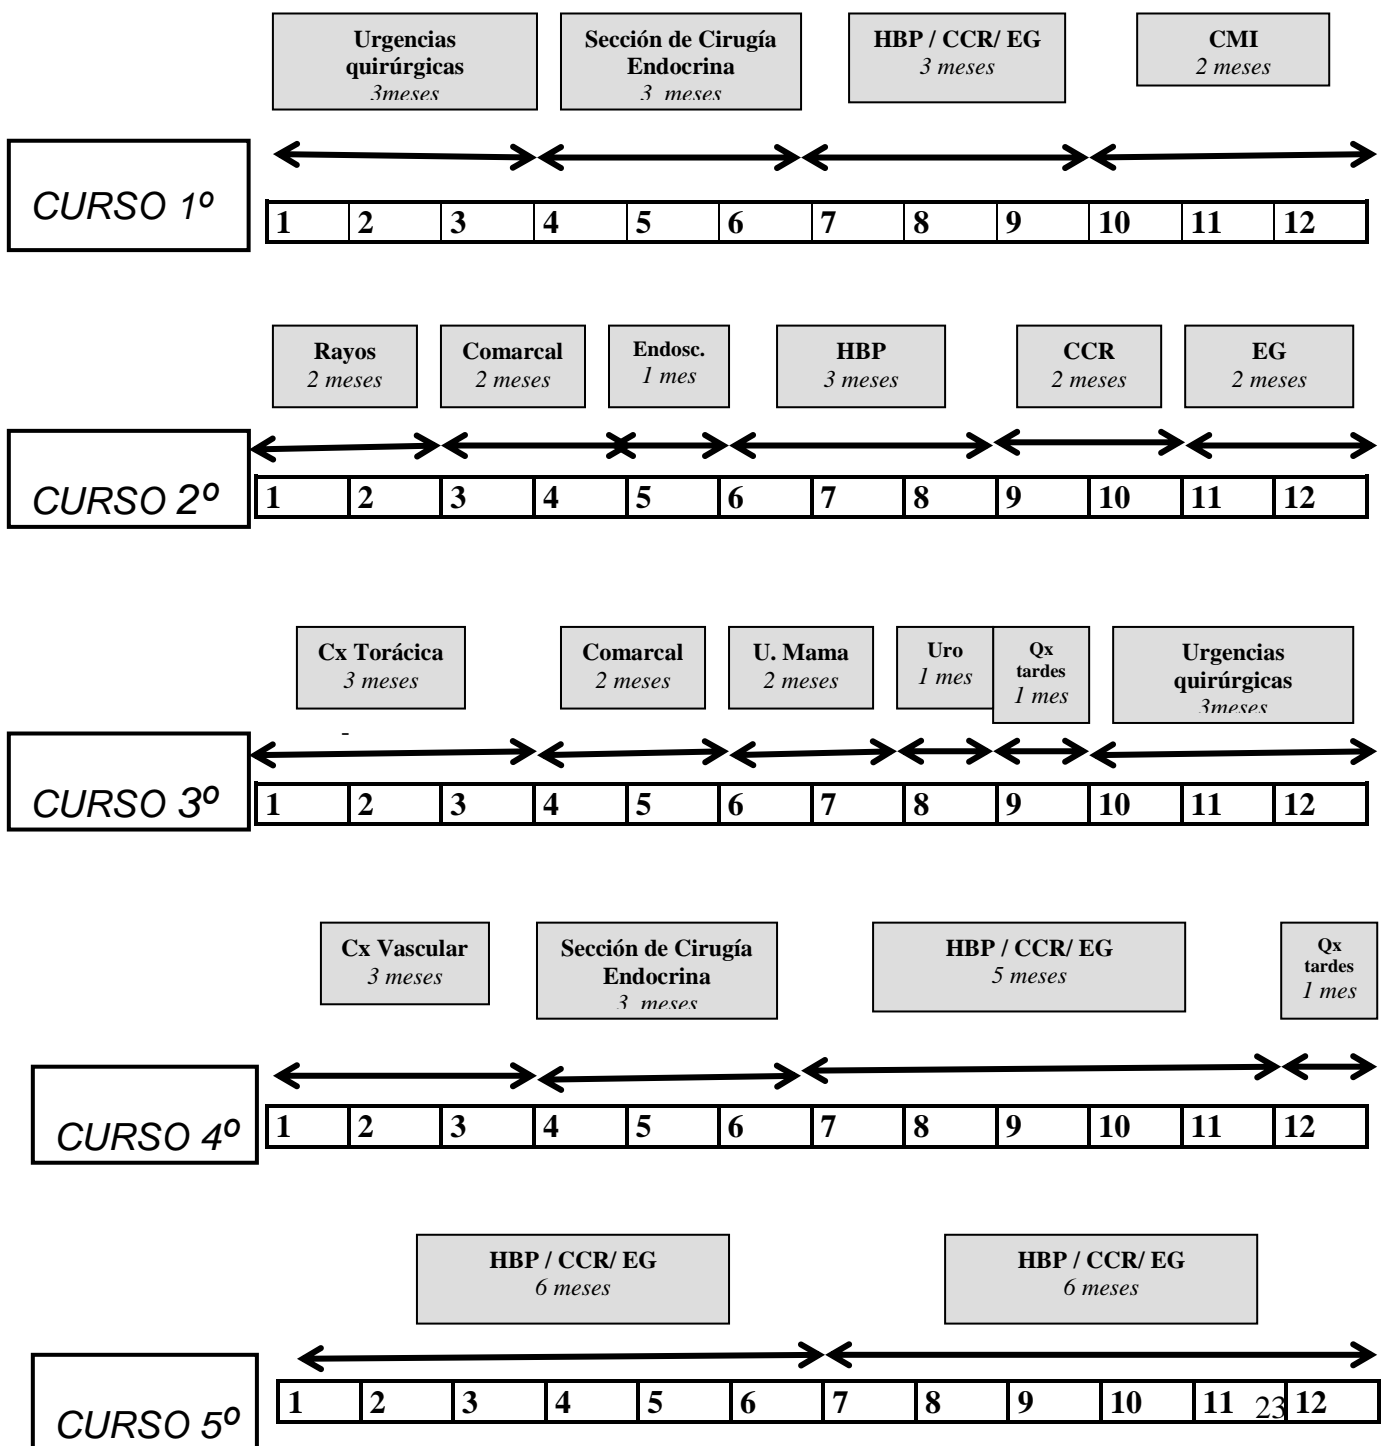 Urgencias
quirúrgicas
3meses
Sección de Cirugía
Endocrina
3 meses
HBP / CCR/ EG
3 meses
CMI
2 meses
CURSO 1º
1 2 3 4 5 6 7 8 9 10 11 12
Rayos
2 meses
Comarcal
2 meses
Endosc.
1 mes
HBP
3 meses
CCR
2 meses
EG
2 meses
CURSO 2º
1 2 3 4 5 6 7 8 9 10 11 12
Cx Torácica
3 meses
Comarcal
2 meses
U. Mama
2 meses
Uro
1 mes
Qx
tardes
1 mes
Urgencias
quirúrgicas
3meses
-
CURSO 3º
1 2 3 4 5 6 7 8 9 10 11 12
Cx Vascular
3 meses
Sección de Cirugía
Endocrina
3 meses
HBP / CCR/ EG
5 meses
Qx
tardes
1 mes
CURSO 4º
1 2 3 4 5 6 7 8 9 10 11 12
HBP / CCR/ EG
6 meses
HBP / CCR/ EG
6 meses
CURSO 5º
1 2 3 4 5 6 7 8 9 10 11 12
23